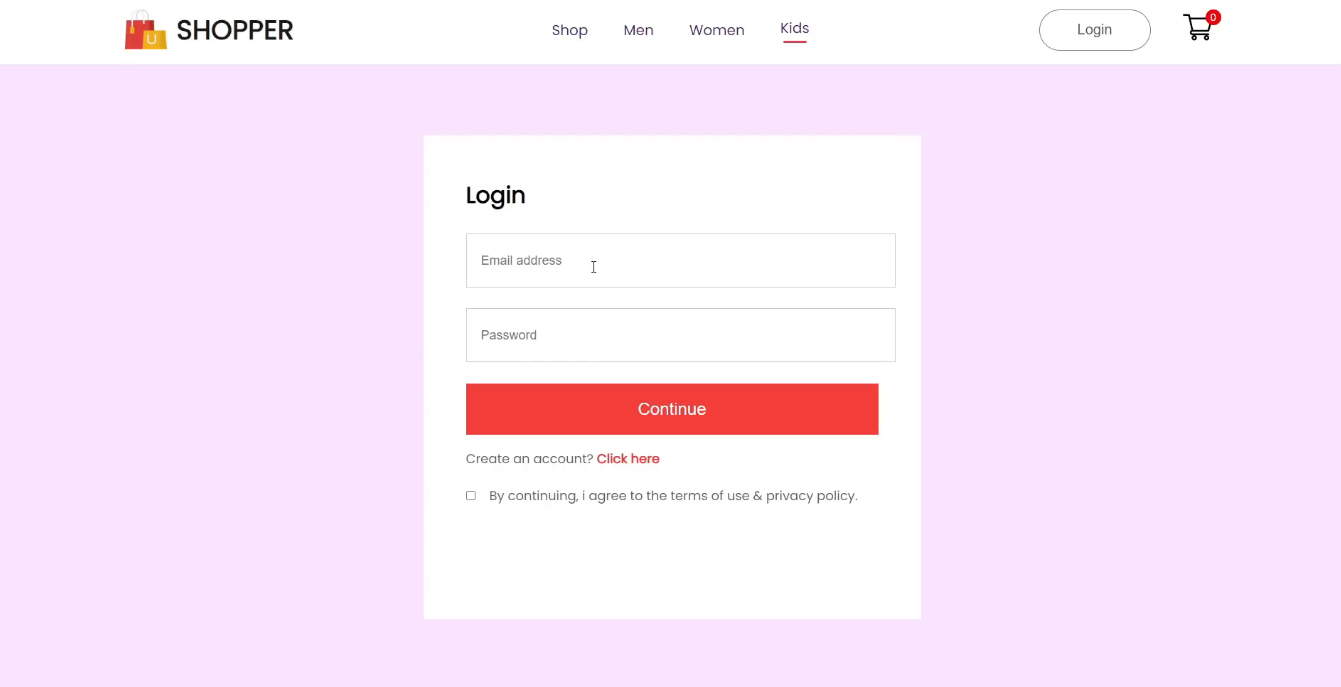 SHOPPER
Shop Men Women Kids
Login
0
Login
Email address
Password
Continue
Create an account? Click here
By continuing, i agree to the terms of use & privacy policy.